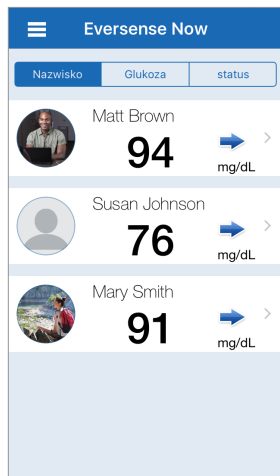 Eversense Now
Nazwisko Glukoza status
Matt Brown
94
mg/dL
Susan Johnson
76
mg/dL
Mary Smith
91
mg/dL